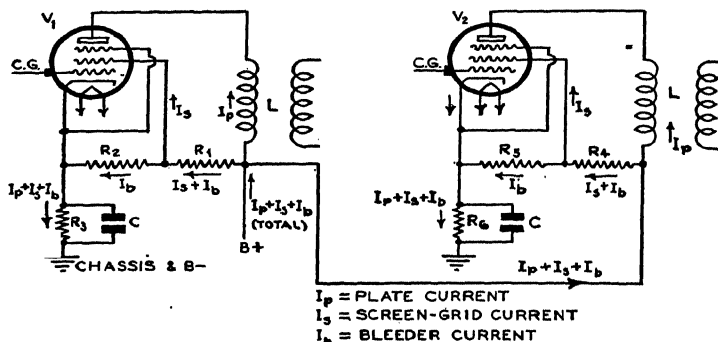 V1
C.G.
Is
Ip
L
R2
R1
Ib
Is+Ib
Ip+Is+Ib
R3
C
Ip+Is+Ib
(TOTAL)
B+
CHASSIS & B-
V2
C.G.
Is
L
Ip
R5
R4
Ib
Is+Ib
Ip+Is+Ib
R6
C
Ip+Is+Ib
Ip = PLATE CURRENT
Is = SCREEN-GRID CURRENT
Ib = BLEEDER CURRENT